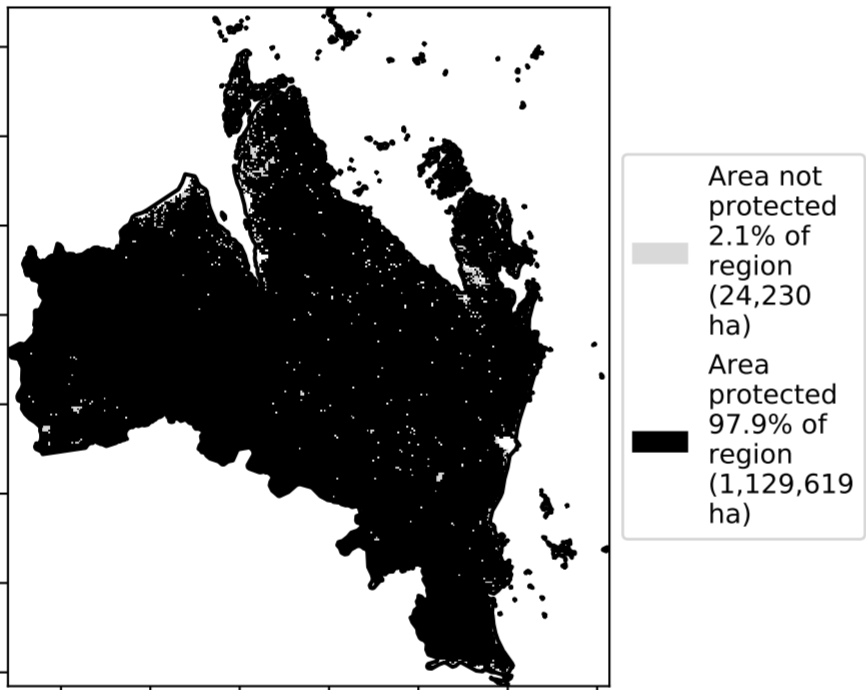 Area not
protected
2.1% of
region
(24,230
ha)
Area
protected
97.9% of
region
(1,129,619
ha)